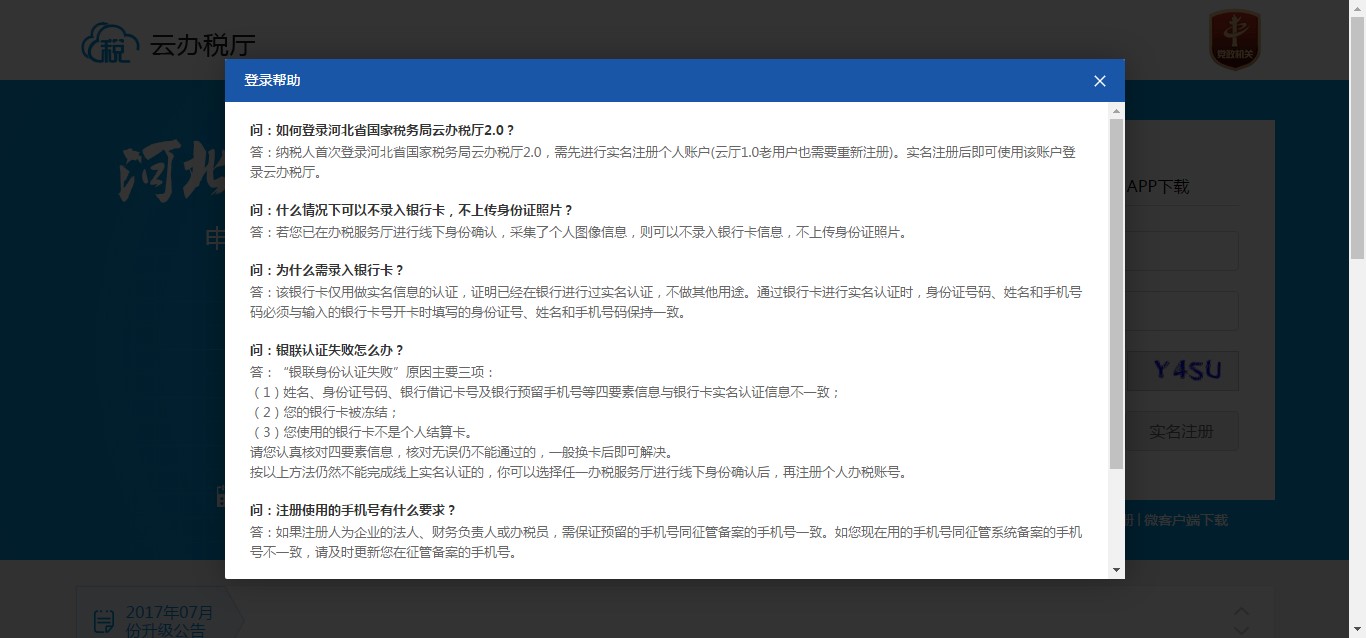 云办税厅
党政机关
登录帮助
问：如何登录河北省国家税务局云办税厅2.0？
答：纳税人首次登录河北省国家税务局云办税厅2.0，需先进行实名注册个人账户(云厅1.0老用户也需要重新注册)。实名注册后即可使用该账户登
录云办税厅。
河北
APP下载
问：什么情况下可以不录入银行卡，不上传身份证照片？
答：若您已在办税服务厅进行线下身份确认，采集了个人图像信息，则可以不录入银行卡信息，不上传身份证照片。
申
问：为什么需录入银行卡？
答：该银行卡仅用做实名信息的认证，证明已经在银行进行过实名认证，不做其他用途。通过银行卡进行实名认证时，身份证号码、姓名和手机号
码必须与输入的银行卡号开卡时填写的身份证号、姓名和手机号码保持一致。
问：银联认证失败怎么办？
答：“银联身份认证失败”原因主要三项：
Y4SU
（1）姓名、身份证号码、银行借记卡号及银行预留手机号等四要素信息与银行卡实名认证信息不一致；
（2）您的银行卡被冻结；
（3）您使用的银行卡不是个人结算卡。
实名注册
请您认真核对四要素信息，核对无误仍不能通过的，一般换卡后即可解决。
按以上方法仍然不能完成线上实名认证的，你可以选择任一办税服务厅进行线下身份确认后，再注册个人办税账号。
问：注册使用的手机号有什么要求？
册 | 微客户端下载
答：如果注册人为企业的法人、财务负责人或办税员，需保证预留的手机号同征管备案的手机号一致。如您现在用的手机号同征管系统备案的手机
号不一致，请及时更新您在征管备案的手机号。
2017年07月
份升级公告